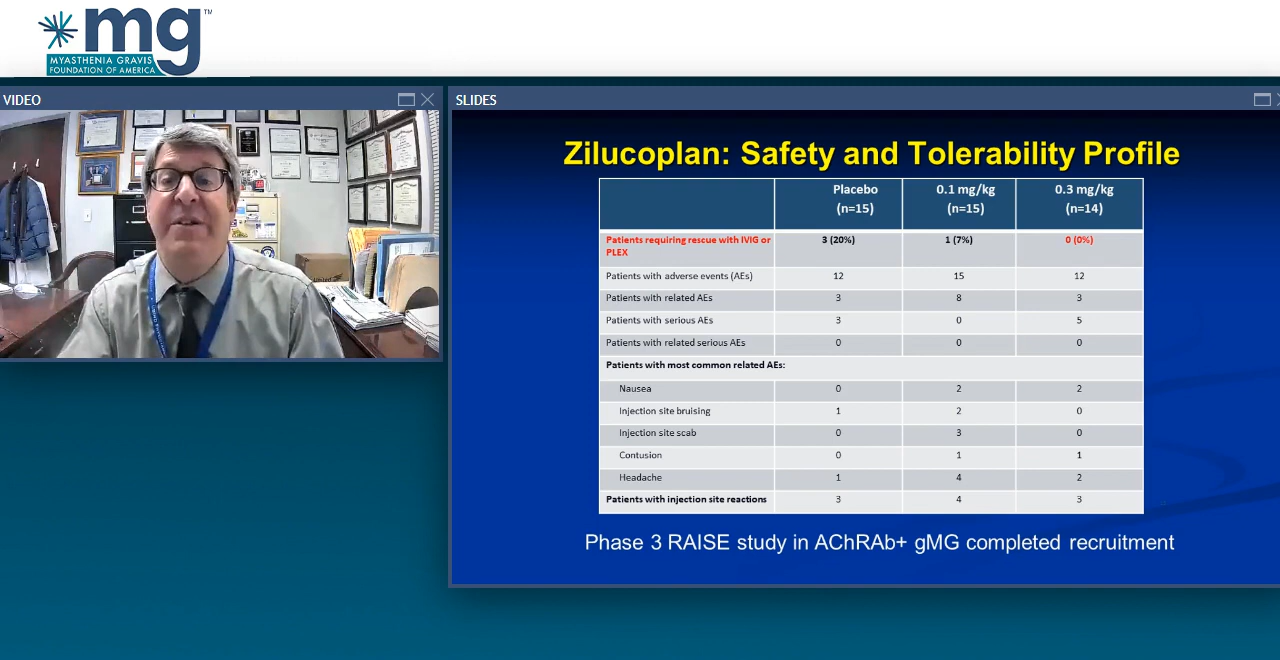 mg™
MYASTHENIA GRAVIS
FOUNDATION OF AMERICA
VIDEO
SLIDES
Zilucoplan: Safety and Tolerability Profile
Placebo (n=15) 0.1 mg/kg (n=15) 0.3 mg/kg (n=14)
Patients requiring rescue with IVIG or PLEX 3 (20%) 1 (7%) 0 (0%)
Patients with adverse events (AEs) 12 15 12
Patients with related AEs 3 8 3
Patients with serious AEs 3 0 5
Patients with related serious AEs 0 0 0
Patients with most common related AEs:
Nausea 0 2 2
Injection site bruising 1 2 0
Injection site scab 0 3 0
Contusion 0 1 1
Headache 1 4 2
Patients with injection site reactions 3 4 3
Phase 3 RAISE study in AChRAb+ gMG completed recruitment